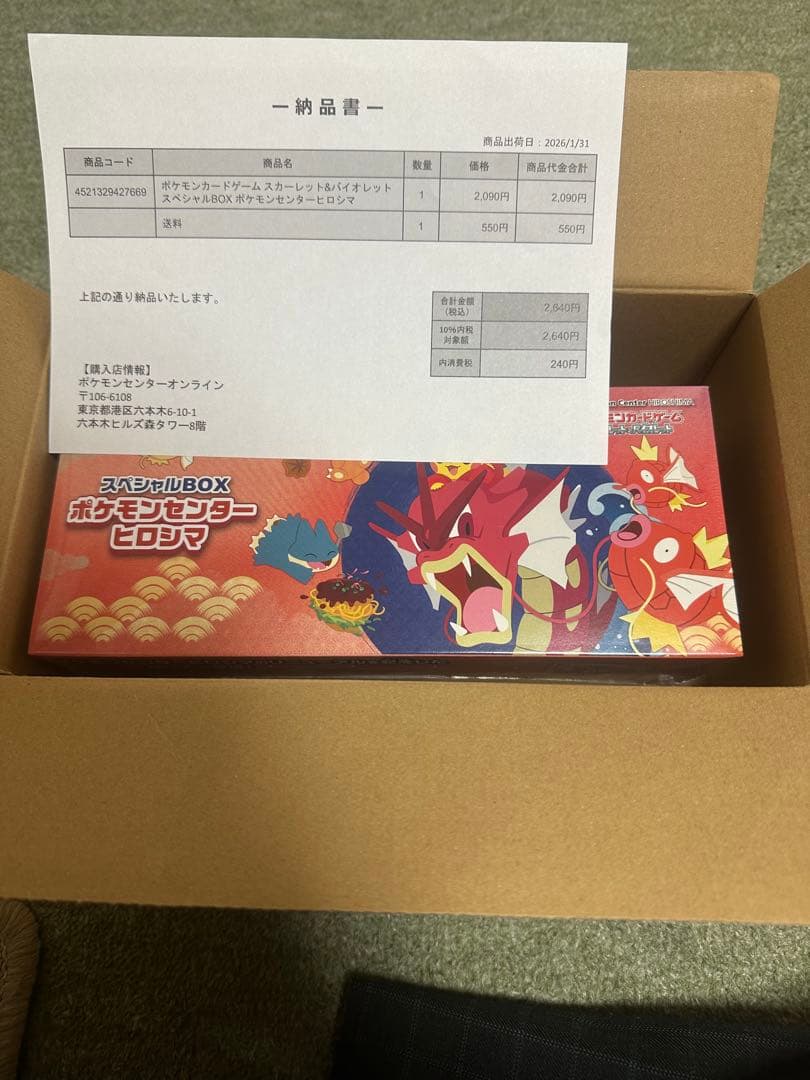 ー納品書ー
商品出荷日：2026/1/31
商品コード 商品名 数量 価格 商品代金合計
4521329427669 ポケモンカードゲーム スカーレット&バイオレット スペシャルBOX ポケモンセンターヒロシマ 1 2,090円 2,090円
送料 1 550円 550円
上記の通り納品いたします。
合計金額（税込） 2,640円
10%内税対象額 2,640円
内消費税 240円
【購入店情報】
ポケモンセンターオンライン
〒106-6108
東京都港区六本木6-10-1
六本木ヒルズ森タワー8階
Center HIROSHIMA
モンカードゲーム
スペシャルBOX
ポケモンセンター
ヒロシマ